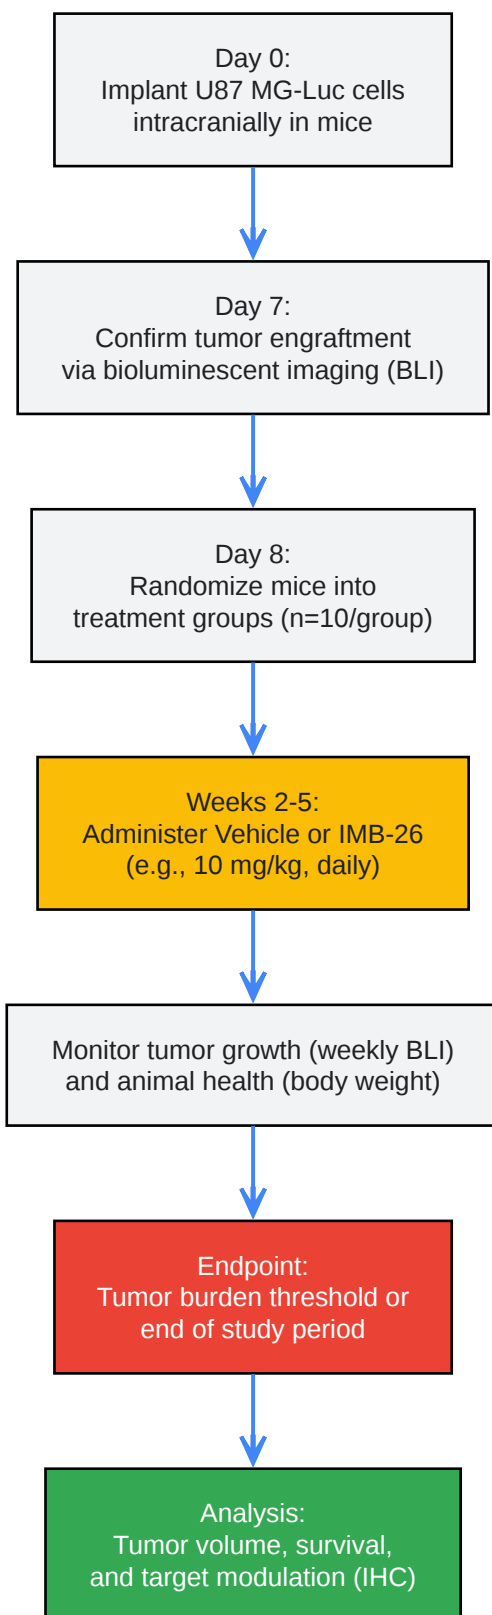 Day 0:
Implant U87 MG-Luc cells
intracranially in mice
Day 7:
Confirm tumor engraftment
via bioluminescent imaging (BLI)
Day 8:
Randomize mice into
treatment groups (n=10/group)
Weeks 2-5:
Administer Vehicle or IMB-26
(e.g., 10 mg/kg, daily)
Monitor tumor growth (weekly BLI)
and animal health (body weight)
Endpoint:
Tumor burden threshold or
end of study period
Analysis:
Tumor volume, survival,
and target modulation (IHC)